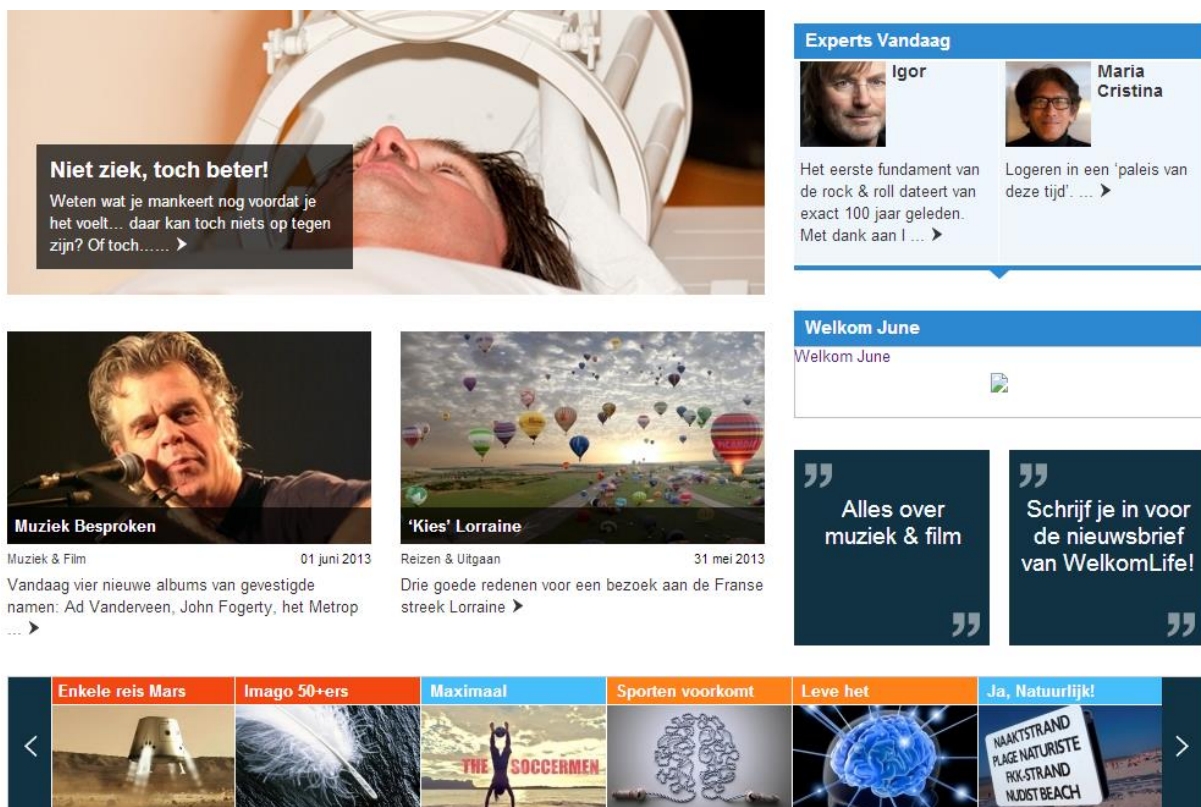 Niet ziek, toch beter!
Weten wat je mankeert nog voordat je
het voelt... daar kan toch niets op tegen
zijn? Of toch......
Experts Vandaag
Igor
Het eerste fundament van
de rock & roll dateert van
exact 100 jaar geleden.
Met dank aan I ...
Maria
Cristina
Logeren in een ‘paleis van
deze tijd’. ...
Welkom June
Welkom June
Muziek Besproken
Muziek & Film 01 juni 2013
Vandaag vier nieuwe albums van gevestigde
namen: Ad Vanderveen, John Fogerty, het Metrop
...
‘Kies’ Lorraine
Reizen & Uitgaan 31 mei 2013
Drie goede redenen voor een bezoek aan de Franse
streek Lorraine
”
Alles over
muziek & film
”
”
Schrijf je in voor
de nieuwsbrief
van WelkomLife!
”
Enkele reis Mars
Imago 50+ers
Maximaal
THE SOCCERMEN
Sporten voorkomt
Leve het
Ja, Natuurlijk!
NAAKTSTRAND
PLAGE NATURISTE
FKK-STRAND
NUDIST BEACH